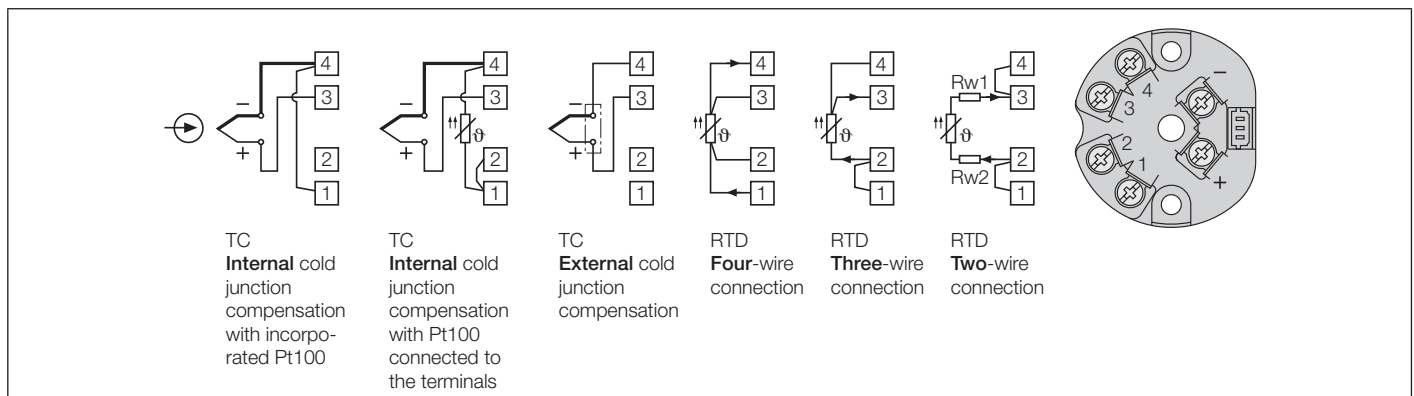 4
3
2
1
−
+
4
3
2
1
−
+
ϑ
4
3
2
1
−
+
4
3
2
1
ϑ
4
3
2
1
ϑ
Rw1
Rw2
4
3
2
1
ϑ
4
3
2
1
−
+
TC
Internal cold
junction
compensation
with incorpo-
rated Pt100
TC
Internal cold
junction
compensation
with Pt100
connected to
the terminals
TC
External cold
junction
compensation
RTD
Four-wire
connection
RTD
Three-wire
connection
RTD
Two-wire
connection